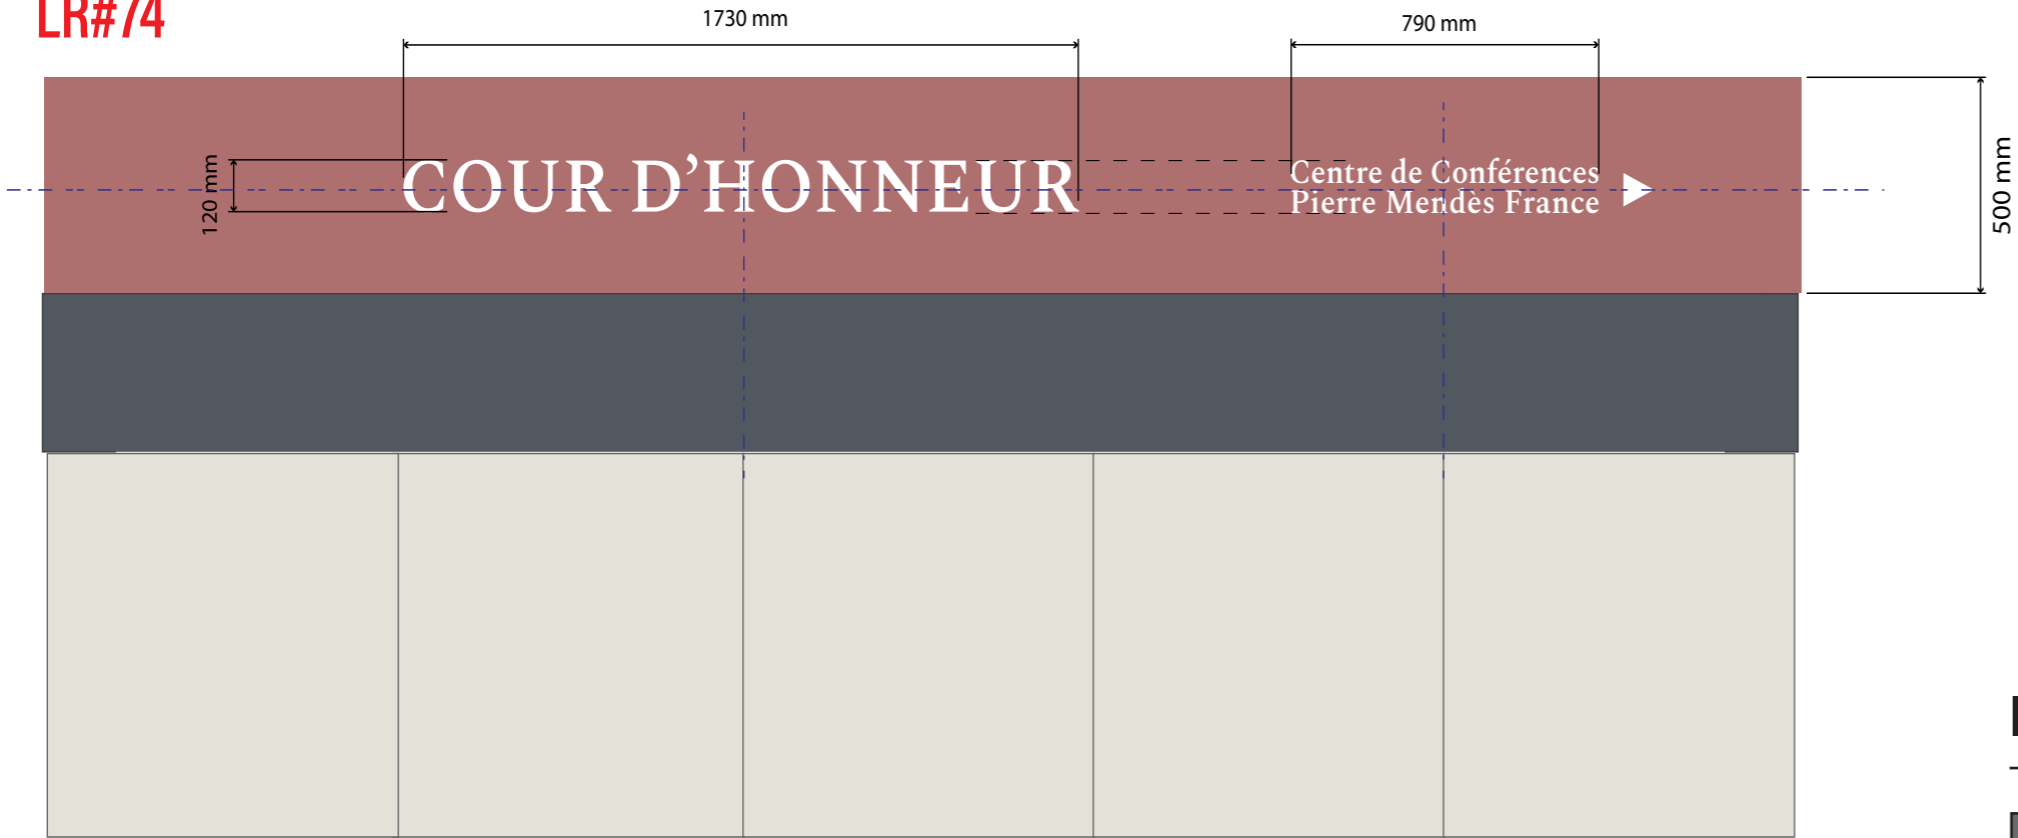 LR#74
1730 mm
790 mm
120 mm
COUR D’HONNEUR
Centre de Conférences
Pierre Mendès France
500 mm